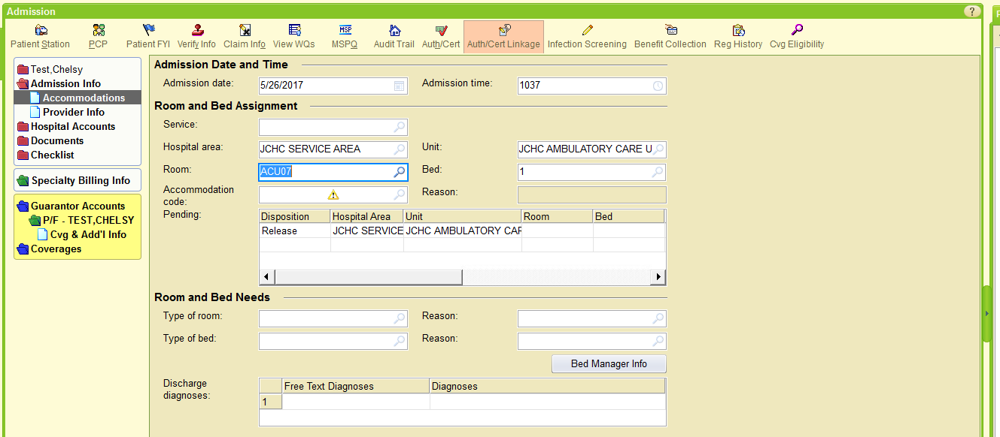 Admission
?
Patient Station PCP Patient FYI Verify Info Claim Info View WQs MSPQ Audit Trail Auth/Cert Auth/Cert Linkage Infection Screening Benefit Collection Reg History Cvg Eligibility
MSP
Test,Chelsy
Admission Info
Accommodations
Provider Info
Hospital Accounts
Documents
Checklist
Specialty Billing Info
Guarantor Accounts
P/F - TEST,CHELSY
Cvg & Add'l Info
Coverages
Admission Date and Time
Admission date: 5/26/2017 Admission time: 1037
Room and Bed Assignment
Service:
Hospital area: JCHC SERVICE AREA Unit: JCHC AMBULATORY CARE U
Room: ACU07 Bed: 1
Accommodation code: Reason:
Pending:
Disposition Hospital Area Unit Room Bed
Release JCHC SERVICE JCHC AMBULATORY CAR
Room and Bed Needs
Type of room: Reason:
Type of bed: Reason:
Bed Manager Info
Discharge diagnoses:
Free Text Diagnoses Diagnoses
1